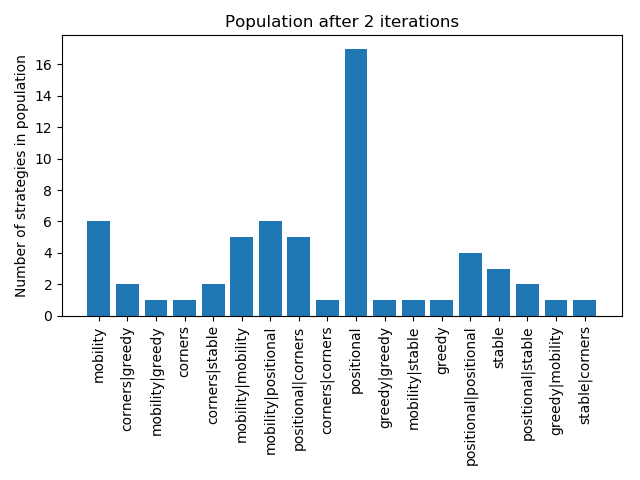 Population after 2 iterations
Number of strategies in population
16
14
12
10
8
6
4
2
0
mobility
corners|greedy
mobility|greedy
corners
corners|stable
mobility|mobility
mobility|positional
positional|corners
corners|corners
positional
greedy|greedy
mobility|stable
greedy
positional|positional
stable
positional|stable
greedy|mobility
stable|corners